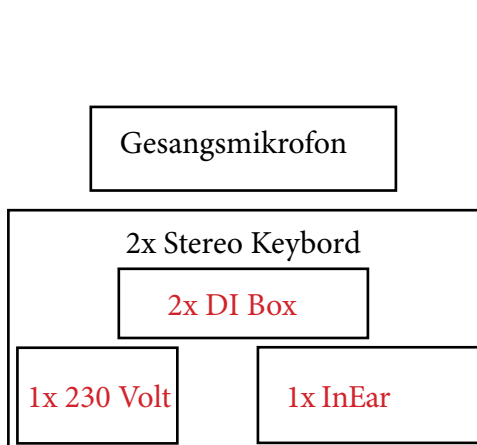 Gesangsmikrofon
2x Stereo Keybord
2x DI Box
1x 230 Volt
1x InEar